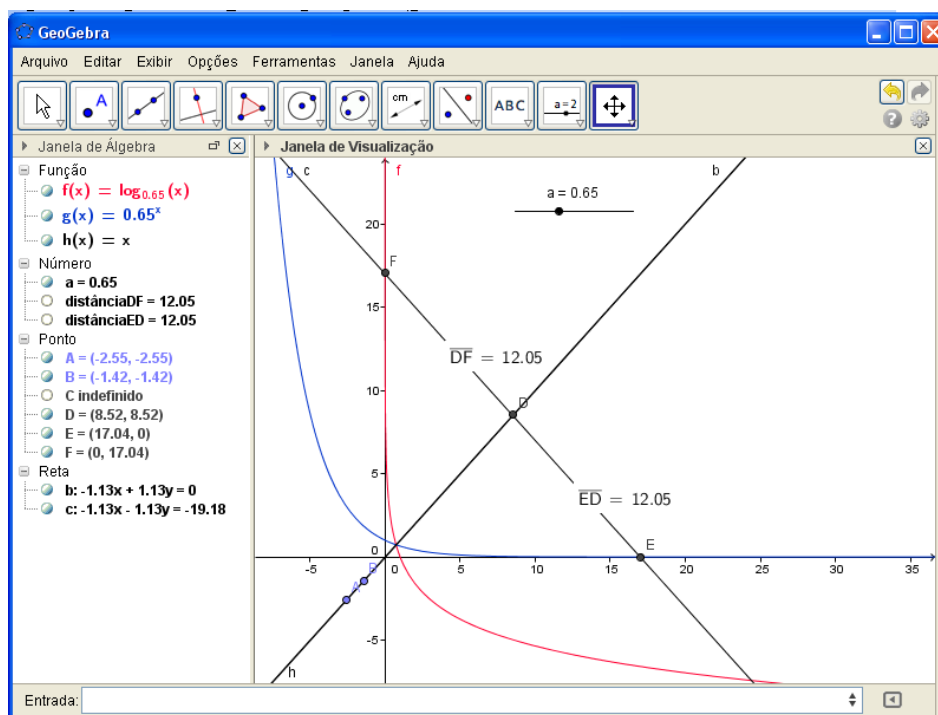 GeoGebra
Arquivo Editar Exibir Opções Ferramentas Janela Ajuda
A
cm
ABC
a=2
Janela de Álgebra
Função
f(x) = log₀.₆₅ (x)
g(x) = 0.65ˣ
h(x) = x
Número
a = 0.65
distânciaDF = 12.05
distânciaED = 12.05
Ponto
A = (-2.55, -2.55)
B = (-1.42, -1.42)
C indefinido
D = (8.52, 8.52)
E = (17.04, 0)
F = (0, 17.04)
Reta
b: -1.13x + 1.13y = 0
c: -1.13x - 1.13y = -19.18
Janela de Visualização
g c f b
a = 0.65
20
F
15
DF = 12.05
10
D
5
ED = 12.05
E
0
-5 0 5 10 15 20 25 30 35
B
A
-5
h
Entrada: